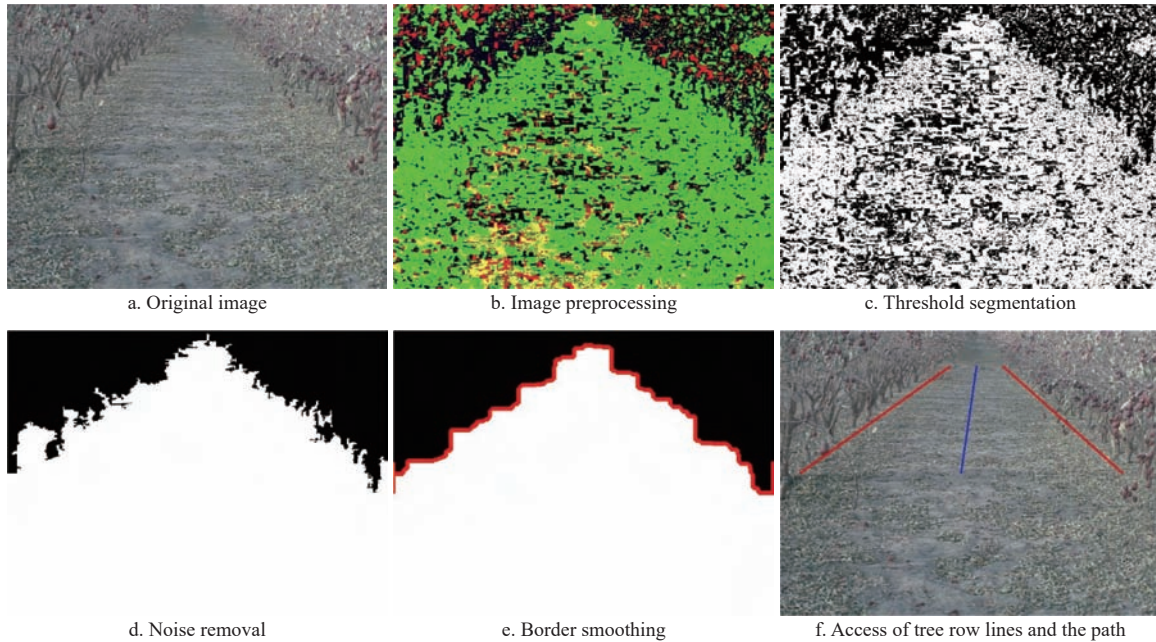 a. Original image
b. Image preprocessing
c. Threshold segmentation
d. Noise removal
e. Border smoothing
f. Access of tree row lines and the path